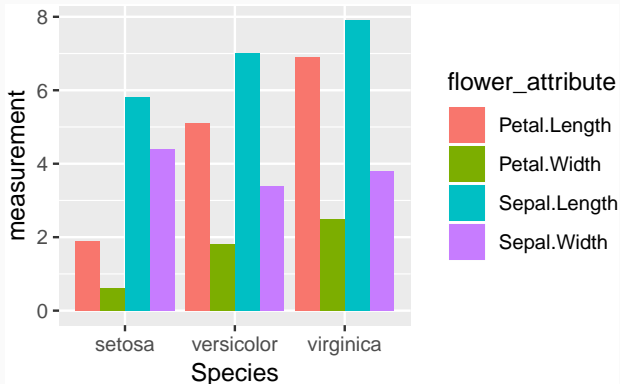 measurement
8
6
4
2
0
setosa
versicolor
virginica
Species
flower_attribute
Petal.Length
Petal.Width
Sepal.Length
Sepal.Width